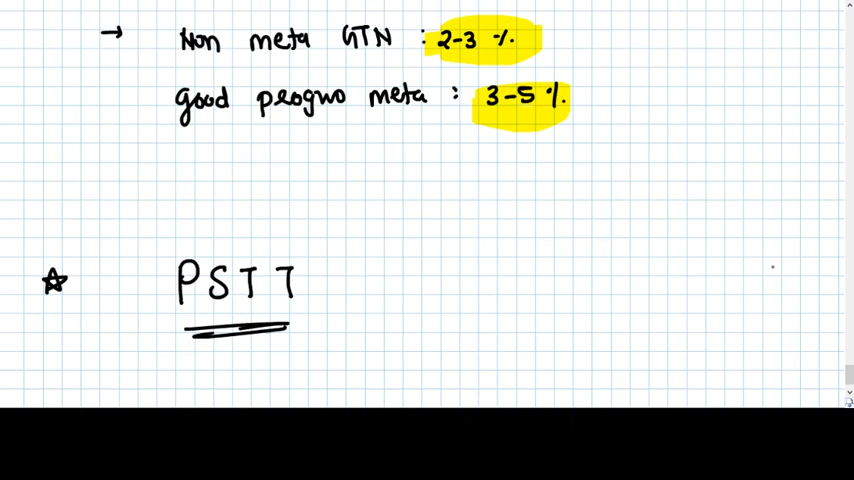 → Non meta GTN : 2-3 %.
good progno meta : 3-5 %.
☆ PSTT